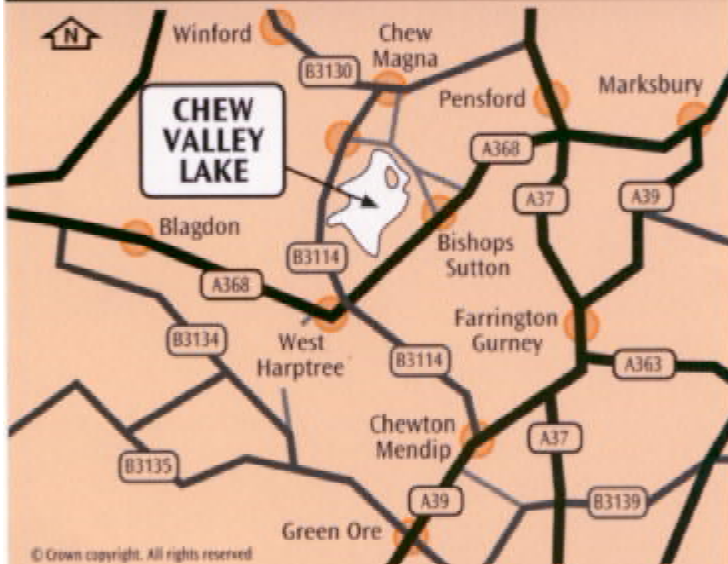 N
Winford
Chew
Magna
B3130
Pensford
Marksbury
CHEW
VALLEY
LAKE
A368
A37
A39
Blagdon
Bishops
Sutton
B3114
A368
Farrington
Gurney
B3134
West
Harptree
B3114
A363
Chewton
Mendip
A37
B3135
A39
B3139
Green Ore
© Crown copyright. All rights reserved